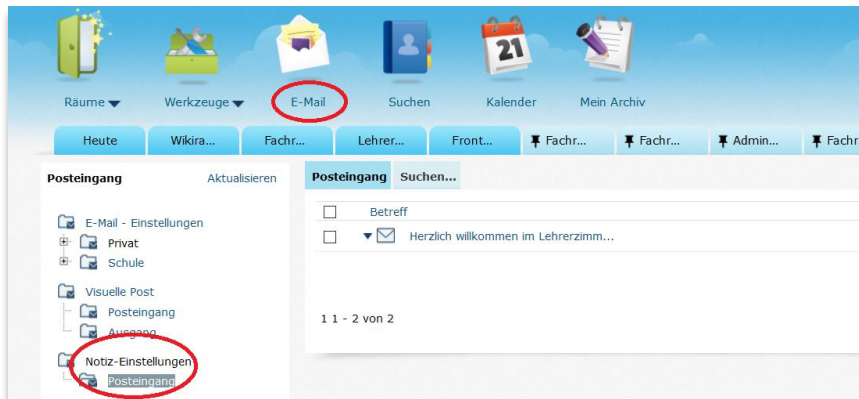 21
Räume Werkzeuge E-Mail Suchen Kalender Mein Archiv
Heute Wikira... Fachr... Lehrer... Front... Fachr... Fachr... Admin... Fachr
Posteingang Aktualisieren
Posteingang Suchen...
Betreff
E-Mail - Einstellungen
Privat
Herzlich willkommen im Lehrerzimm...
Schule
Visuelle Post
Posteingang
1 1 - 2 von 2
Ausgang
Notiz-Einstellungen
Posteingang